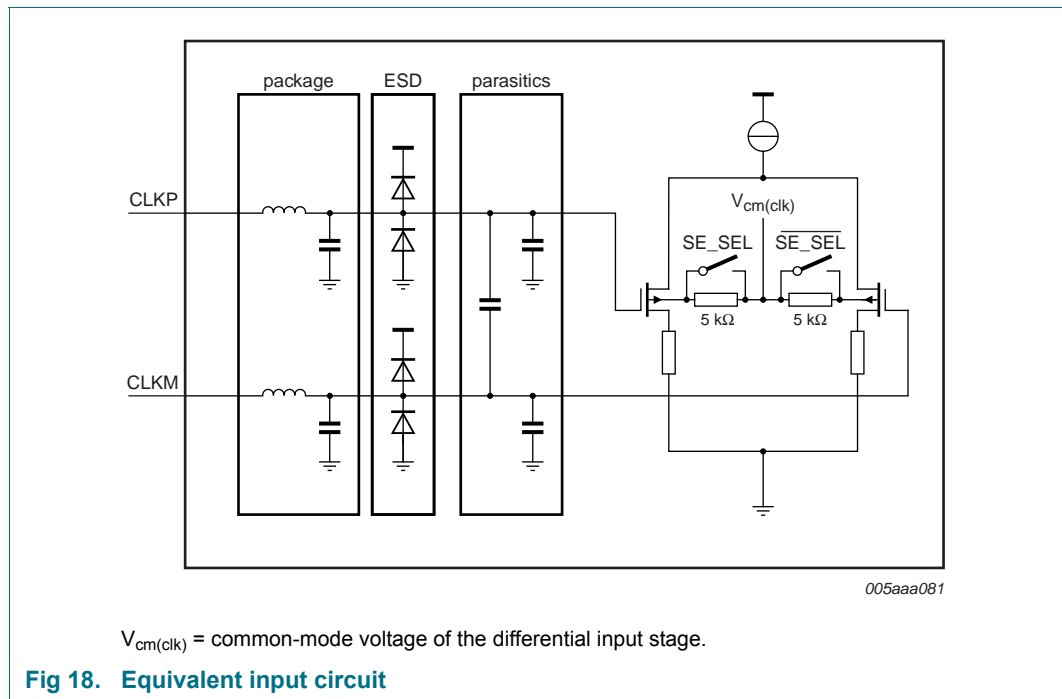 package ESD parasitics
CLKP
V_cm(clk)
SE_SEL S̅E̅_̅S̅E̅L̅
5 kΩ 5 kΩ
CLKM
005aaa081
V_cm(clk) = common-mode voltage of the differential input stage.
Fig 18. Equivalent input circuit